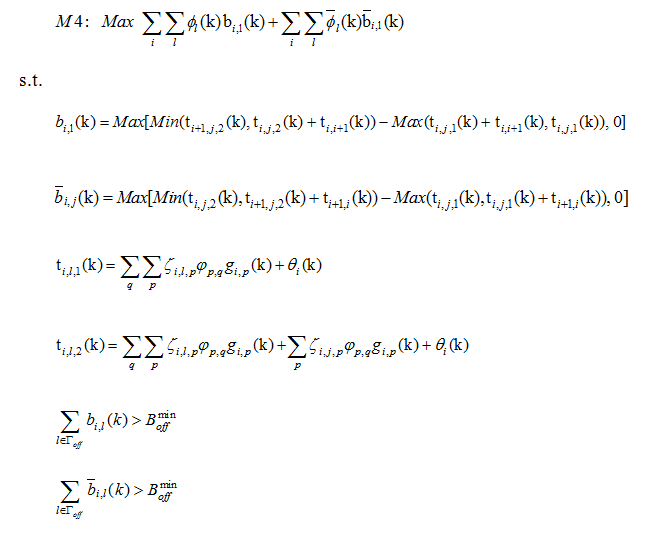 M4: Max ∑_i ∑_l ϕ_l(k)b_{i,1}(k) + ∑_i ∑_l ϕ̅_l(k)b̅_{i,1}(k)
s.t.
b_{i,1}(k) = Max[Min(t_{i+1,j,2}(k), t_{i,j,2}(k) + t_{i,i+1}(k)) − Max(t_{i,j,1}(k) + t_{i,i+1}(k), t_{i,j,1}(k)), 0]
b̅_{i,j}(k) = Max[Min(t_{i,j,2}(k), t_{i+1,j,2}(k) + t_{i+1,i}(k)) − Max(t_{i,j,1}(k), t_{i,j,1}(k) + t_{i+1,i}(k)), 0]
t_{i,l,1}(k) = ∑_q ∑_p ζ_{i,l,p}φ_{p,q}g_{i,p}(k) + θ_i(k)
t_{i,l,2}(k) = ∑_q ∑_p ζ_{i,l,p}φ_{p,q}g_{i,p}(k) + ∑_p ζ_{i,j,p}φ_{p,q}g_{i,p}(k) + θ_i(k)
∑_{l∈Γ_off} b_{i,l}(k) > B_off^min
∑_{l∈Γ_off} b̅_{i,l}(k) > B_off^min